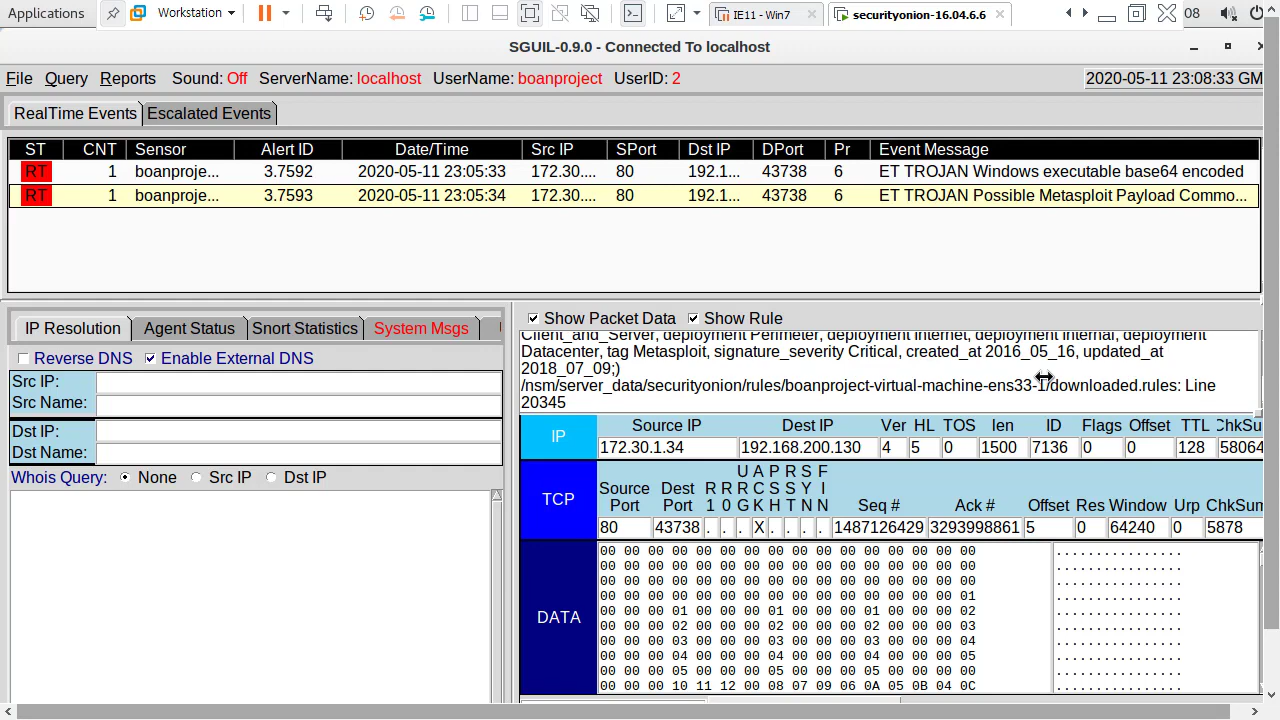 Applications Workstation IE11 - Win7 securityonion-16.04.6.6 08
SGUIL-0.9.0 - Connected To localhost
File Query Reports Sound: Off ServerName: localhost UserName: boanproject UserID: 2 2020-05-11 23:08:33 GM
RealTime Events Escalated Events
ST CNT Sensor Alert ID Date/Time Src IP SPort Dst IP DPort Pr Event Message
RT 1 boanproje... 3.7592 2020-05-11 23:05:33 172.30.... 80 192.1... 43738 6 ET TROJAN Windows executable base64 encoded
RT 1 boanproje... 3.7593 2020-05-11 23:05:34 172.30.... 80 192.1... 43738 6 ET TROJAN Possible Metasploit Payload Commo...
IP Resolution Agent Status Snort Statistics System Msgs
Reverse DNS Enable External DNS
Src IP:
Src Name:
Dst IP:
Dst Name:
Whois Query: None Src IP Dst IP
Show Packet Data Show Rule
Client_and_Server, deployment Perimeter, deployment Internal, deployment
Datacenter, tag Metasploit, signature_severity Critical, created_at 2016_05_16, updated_at
2018_07_09;)
/nsm/server_data/securityonion/rules/boanproject-virtual-machine-ens33-1/downloaded.rules: Line
20345
IP
Source IP Dest IP Ver HL TOS len ID Flags Offset TTL ChkSum
172.30.1.34 192.168.200.130 4 5 0 1500 7136 0 0 128 58064
TCP
Source Port Dest Port R1 R0 URG ACK PSH RST SYN FIN Seq # Ack # Offset Res Window Urp ChkSum
80 43738 . . . X . . . . 1487126429 3293998861 5 0 64240 0 5878
DATA
00 00 00 00 00 00 00 00 00 00 00 00 00 00 00 00 ................
00 00 00 00 00 00 00 00 00 00 00 00 00 00 00 00 ................
00 00 00 00 00 00 00 00 00 00 00 00 00 00 00 00 ................
00 00 00 00 00 00 00 00 00 00 00 00 00 00 00 01 ................
00 00 00 01 00 00 00 01 00 00 00 01 00 00 00 02 ................
00 00 00 02 00 00 00 02 00 00 00 03 00 00 00 03 ................
00 00 00 03 00 00 00 03 00 00 00 04 00 00 00 04 ................
00 00 00 04 00 00 00 04 00 00 00 04 00 00 00 05 ................
00 00 00 05 00 00 00 05 00 00 00 05 00 00 00 00 ................
00 00 00 10 11 12 00 08 07 09 06 0A 05 0B 04 0C ................